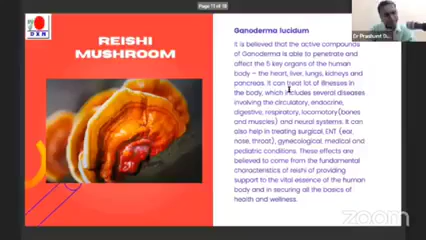 Page 11 of 18
DXN
REISHI
MUSHROOM
Ganoderma lucidum
It is believed that the active compounds
of Ganoderma is able to penetrate and
affect the 5 key organs of the human
body – the heart, liver, lungs, kidneys and
pancreas. It can treat lot of illnesses in
the body, which includes several diseases
involving the circulatory, endocrine,
digestive, respiratory, locomotory(bones
and muscles) and neural systems. It can
also help in treating surgical, ENT (ear,
nose, throat), gynecological, medical and
pediatric conditions. These effects are
believed to come from the fundamental
characteristics of reishi of providing
support to the vital essence of the human
body and in securing all the basics of
health and wellness.
Dr Prashant
zoom